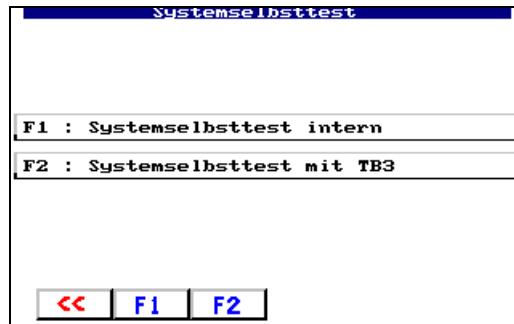 Systemselbsttest
F1 : Systemselbsttest intern
F2 : Systemselbsttest mit TB3
<< F1 F2